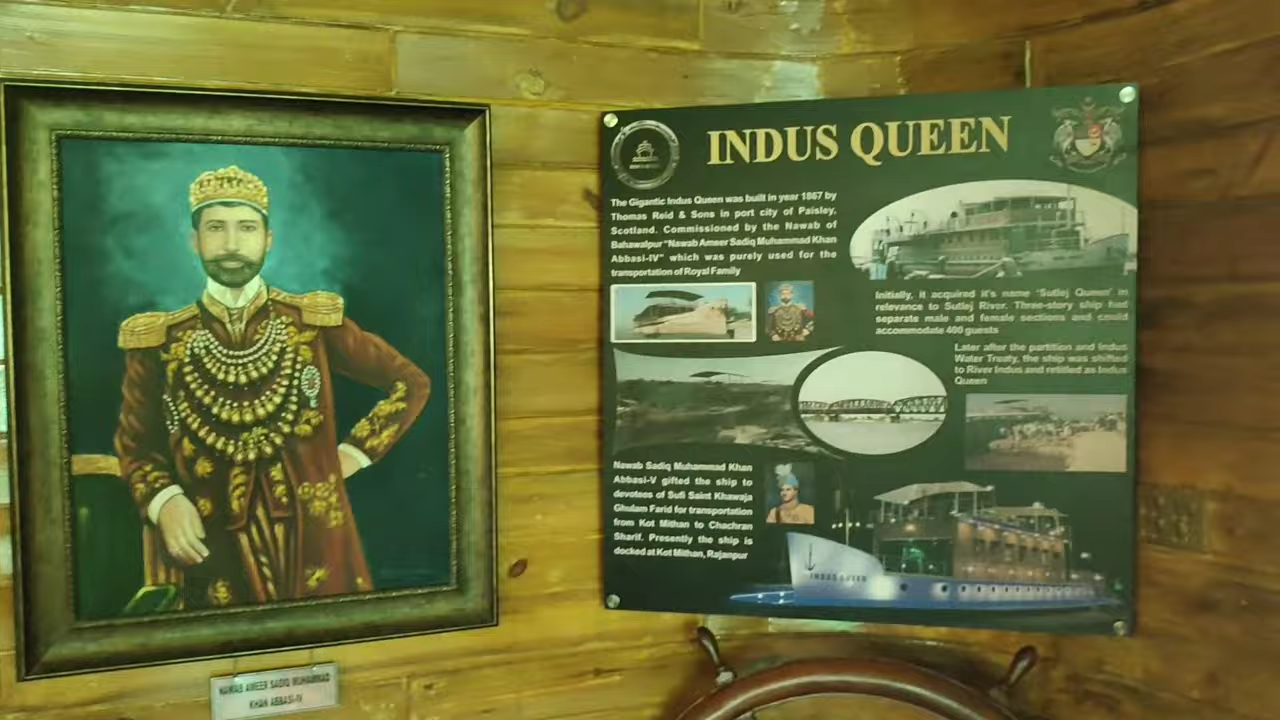 INDUS QUEEN
The Gigantic Indus Queen was built in year 1867 by
Thomas Reid & Sons in port city of Paisley,
Scotland. Commissioned by the Nawab of
Bahawalpur "Nawab Ameer Sadiq Muhammad Khan
Abbasi-IV" which was purely used for the
transportation of Royal Family
Initially, it acquired it's name 'Sutlej Queen' in
relevance to Sutlej River. Three-story ship had
separate male and female sections and could
accommodate 400 guests
Later after the partition and Indus
Water Treaty, the ship was shifted
to River Indus and retitled as Indus
Queen
Nawab Sadiq Muhammad Khan
Abbasi-V gifted the ship to
devotees of Sufi Saint Khawaja
Ghulam Farid for transportation
from Kot Mithan to Chachran
Sharif. Presently the ship is
docked at Kot Mithan, Rajanpur
INDUS QUEEN
NAWAB AMEER SADIQ MUHAMMAD
KHAN ABBASI-IV